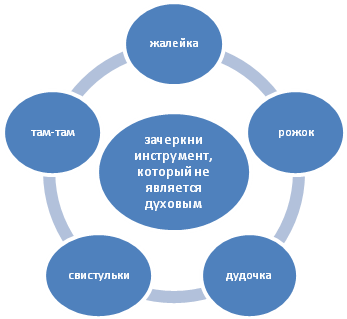 жалейка
рожок
дудочка
свистульки
там-там
зачеркни
инструмент,
который не
является
духовым